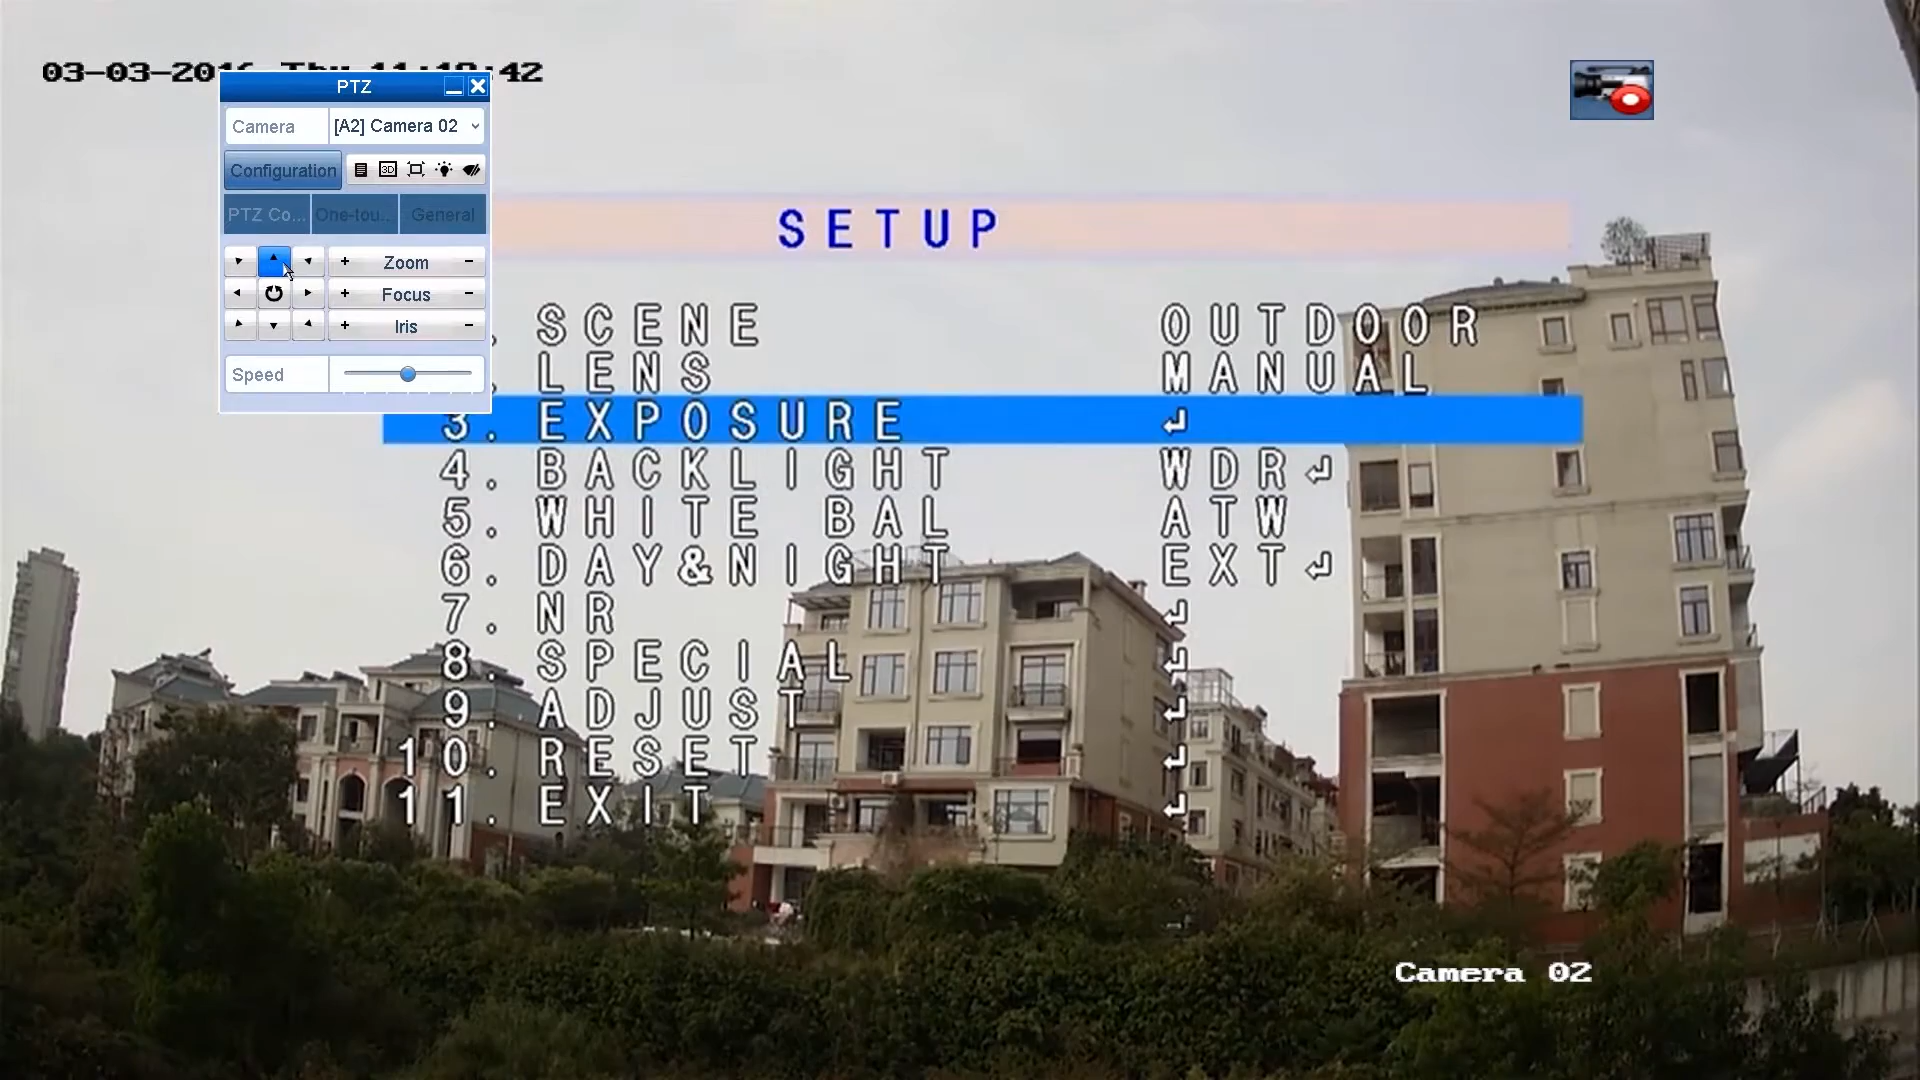 03-03-201 :42
PTZ
Camera [A2] Camera 02
Configuration 3D
PTZ Co... One-tou... General
+ Zoom -
+ Focus -
+ Iris -
Speed
SETUP
. SCENE OUTDOOR
. LENS MANUAL
3. EXPOSURE ↲
4. BACKLIGHT WDR↲
5. WHITE BAL ATW
6. DAY&NIGHT EXT↲
7. NR ↲
8. SPECIAL ↲
9. ADJUST ↲
10. RESET ↲
11. EXIT ↲
Camera 02